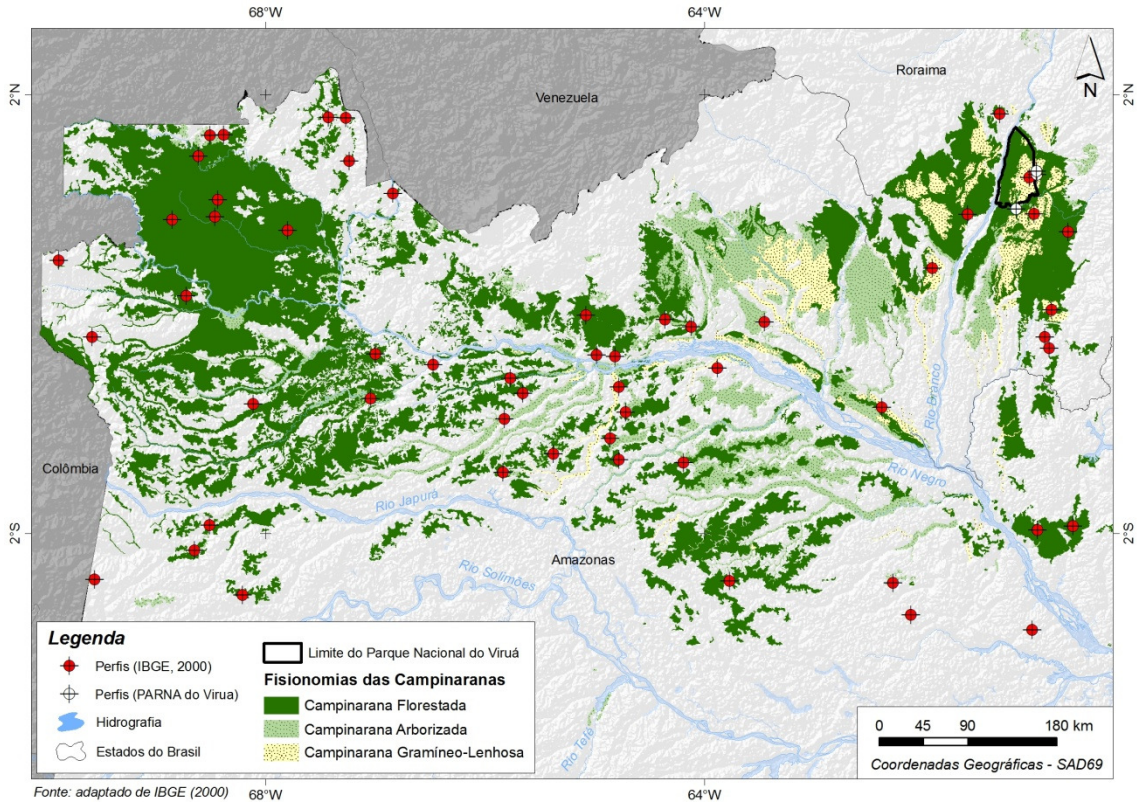 68°W 64°W
2°N 2°N
Roraima
N
Venezuela
Rio Branco
Colômbia
Rio Negro
Rio Japurá
2°S 2°S
Amazonas
Rio Solimões
Rio Tefé
Legenda
Perfis (IBGE, 2000)
Perfis (PARNA do Virua)
Hidrografia
Estados do Brasil
Limite do Parque Nacional do Viruá
Fisionomias das Campinaranas
Campinarana Florestada
Campinarana Arborizada
Campinarana Gramíneo-Lenhosa
0 45 90 180 km
Coordenadas Geográficas - SAD69
Fonte: adaptado de IBGE (2000)
68°W 64°W